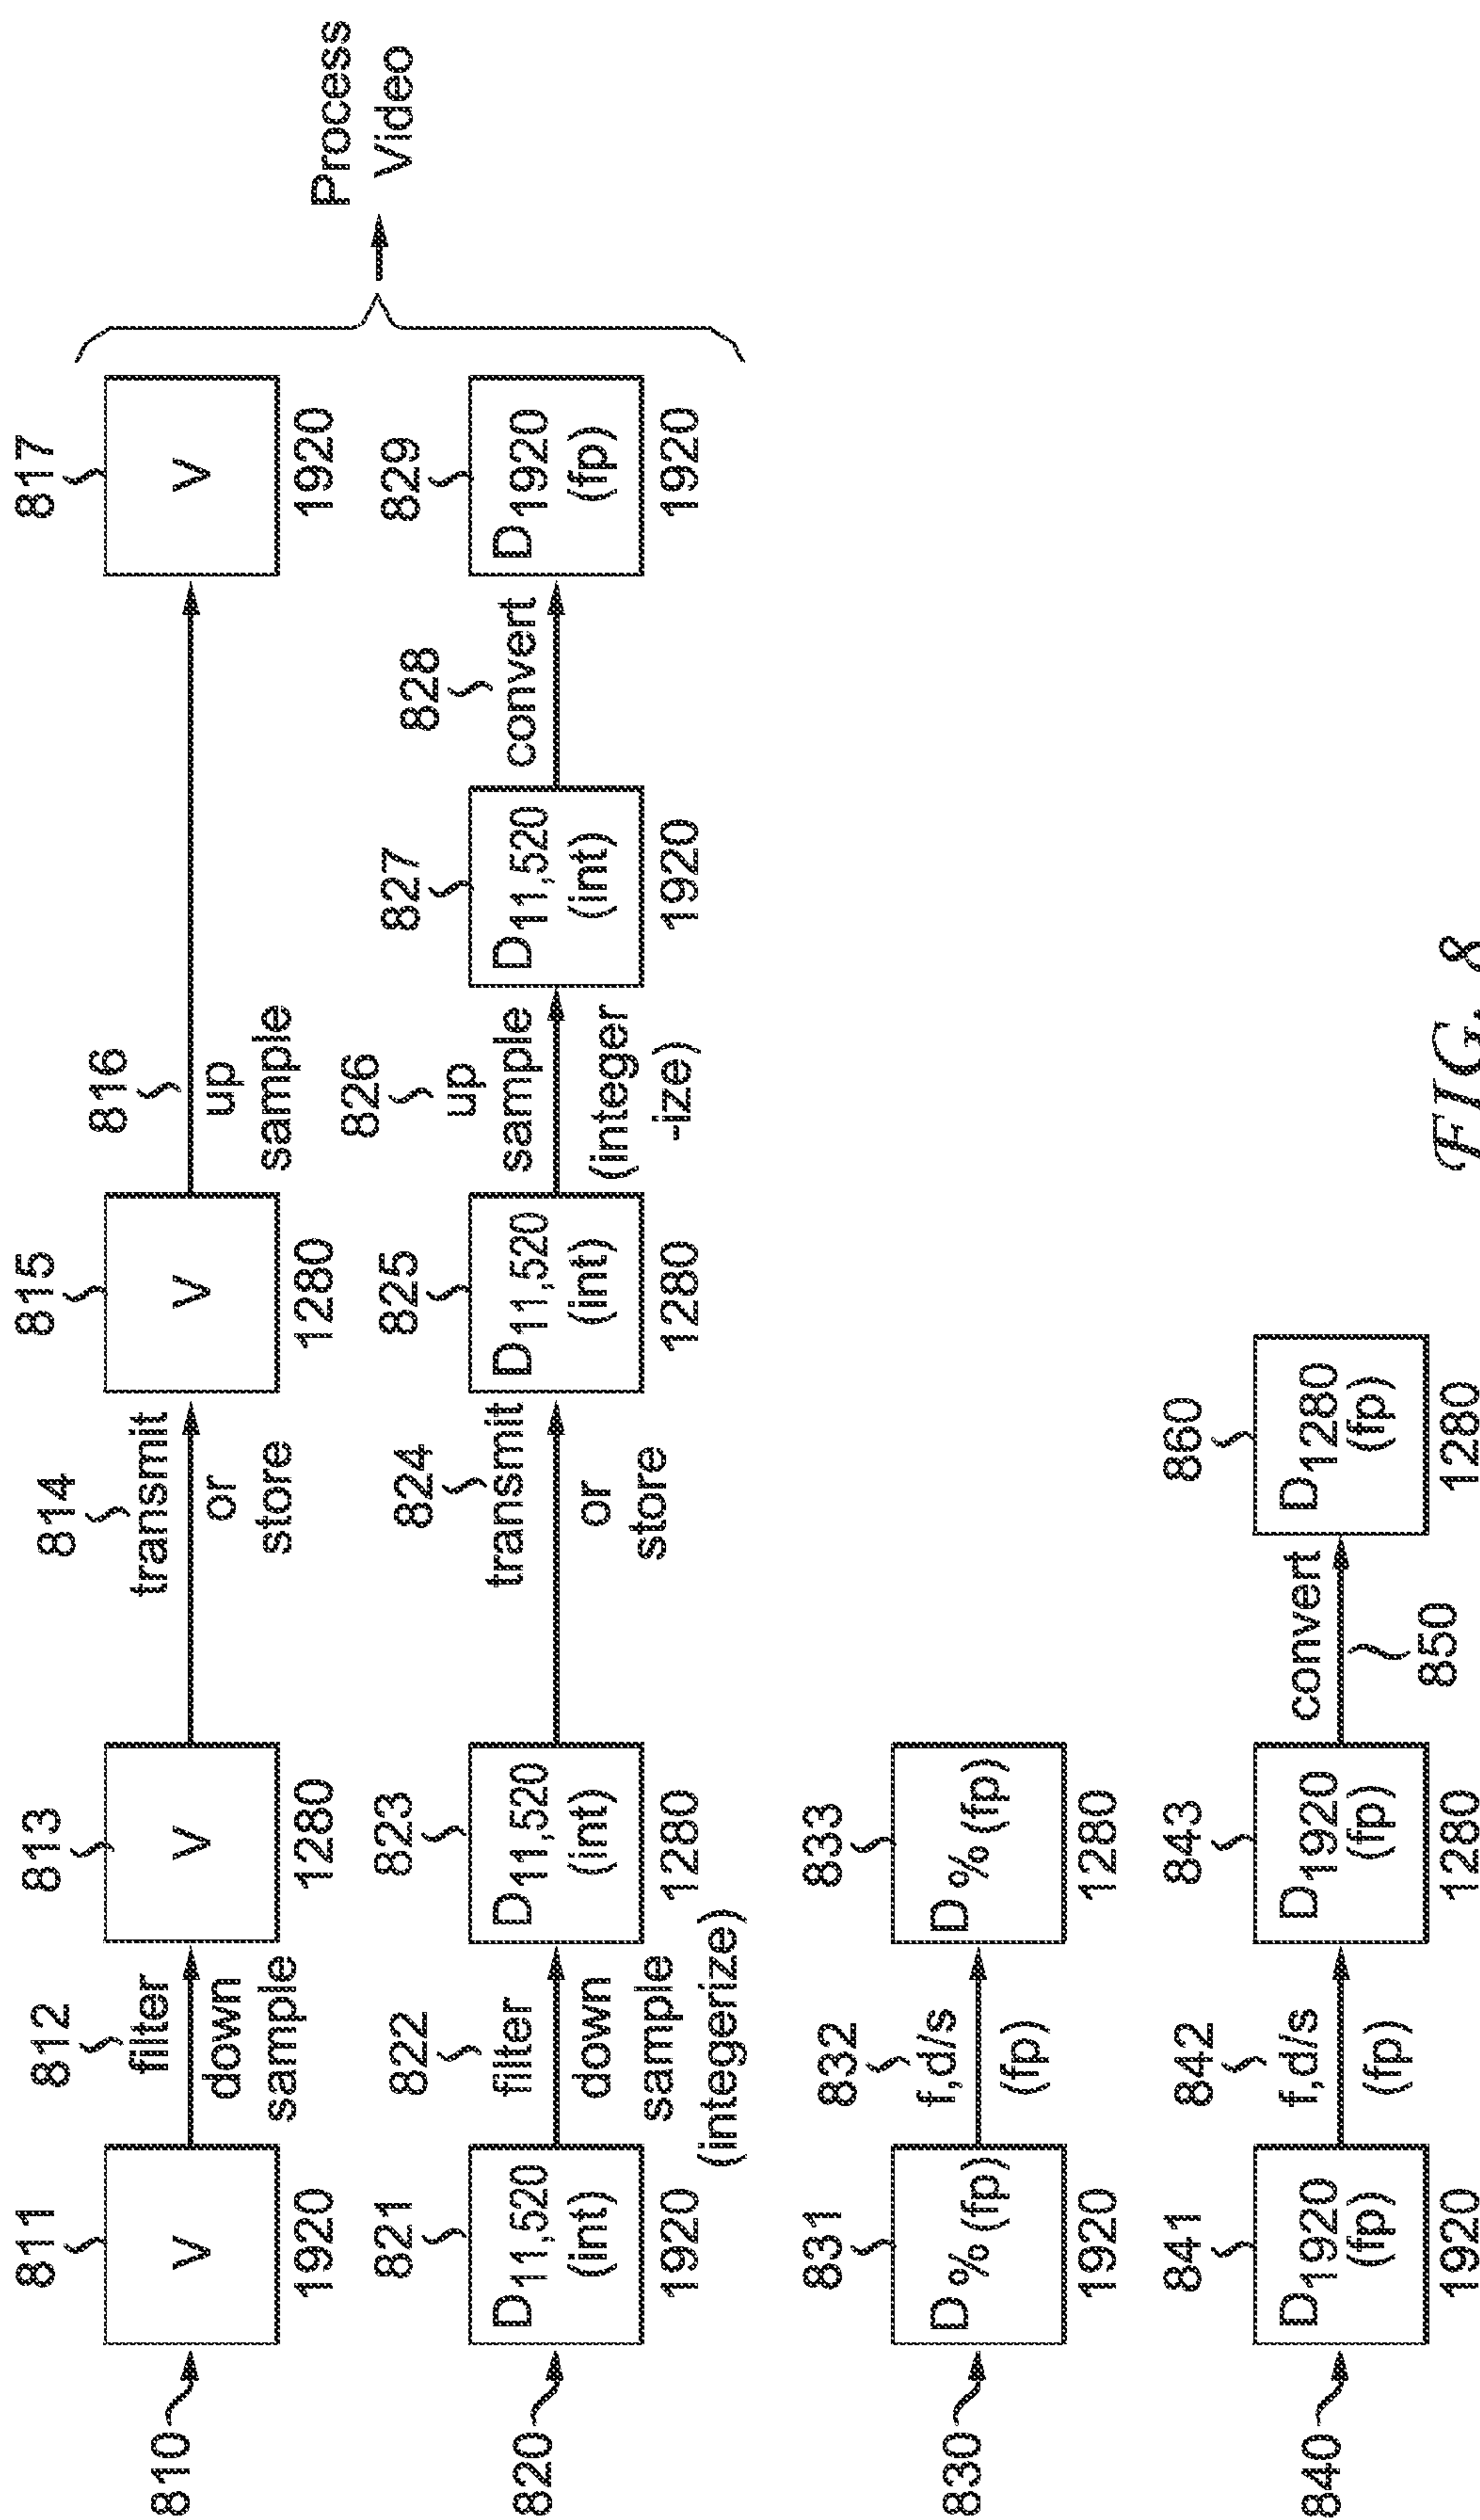 810
811
V
1920
812
filter
down
sample
813
V
1280
814
transmit
or
store
815
V
1280
816
up
sample
817
V
1920
820
821
D11,520
(int)
1920
822
filter
down
sample
(integerize)
823
D11,520
(int)
1280
824
transmit
or
store
825
D11,520
(int)
1280
826
up
sample
(integer
-ize)
827
D11,520
(int)
1920
828
convert
829
D1920
(fp)
1920
Process
Video
830
831
D% (fp)
1920
832
f,d/s
(fp)
833
D% (fp)
1280
840
841
D1920
(fp)
1920
842
f,d/s
(fp)
843
D1920
(fp)
1280
convert
850
860
D1280
(fp)
1280
FIG. 8